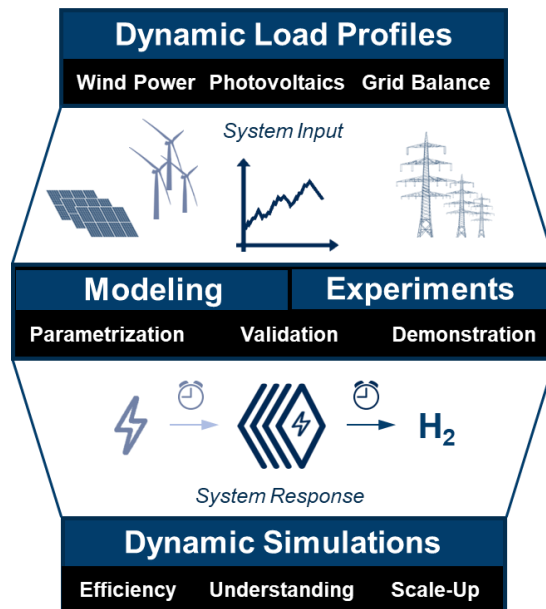 Dynamic Load Profiles
Wind Power Photovoltaics Grid Balance
System Input
Modeling Experiments
Parametrization Validation Demonstration
H₂
System Response
Dynamic Simulations
Efficiency Understanding Scale-Up